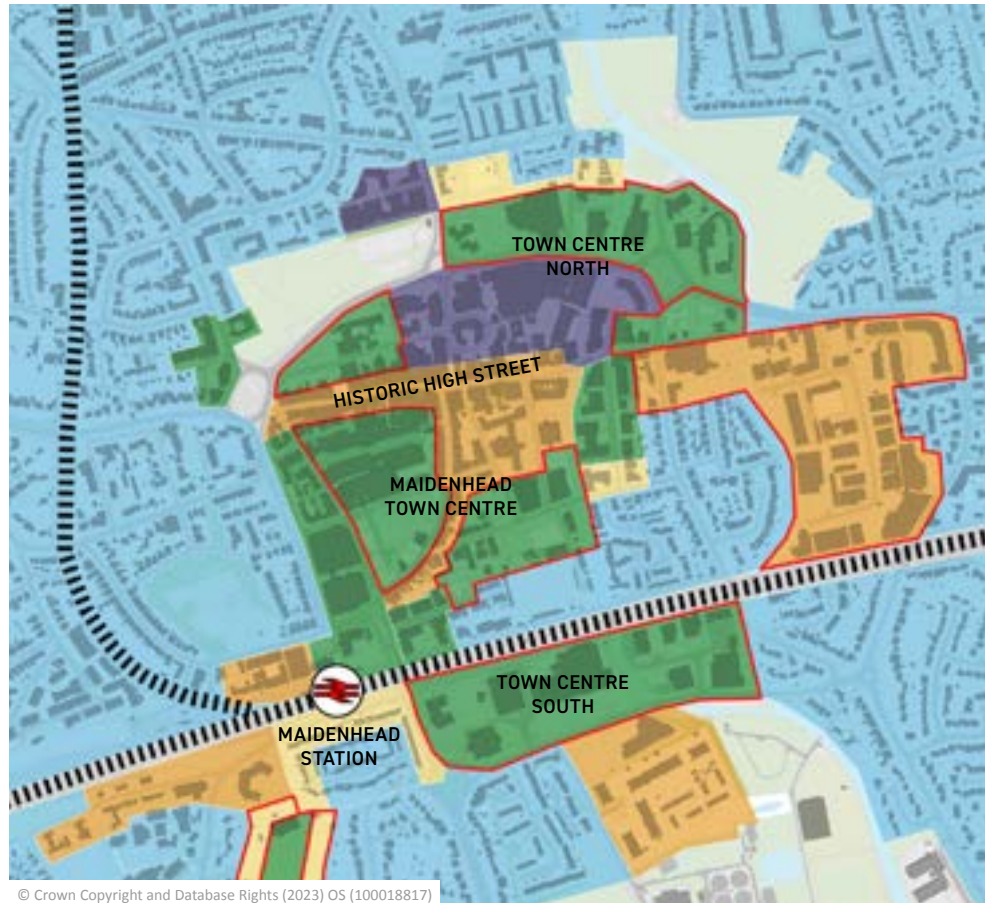 TOWN CENTRE
NORTH
HISTORIC HIGH STREET
MAIDENHEAD
TOWN CENTRE
TOWN CENTRE
SOUTH
MAIDENHEAD
STATION
© Crown Copyright and Database Rights (2023) OS (100018817)